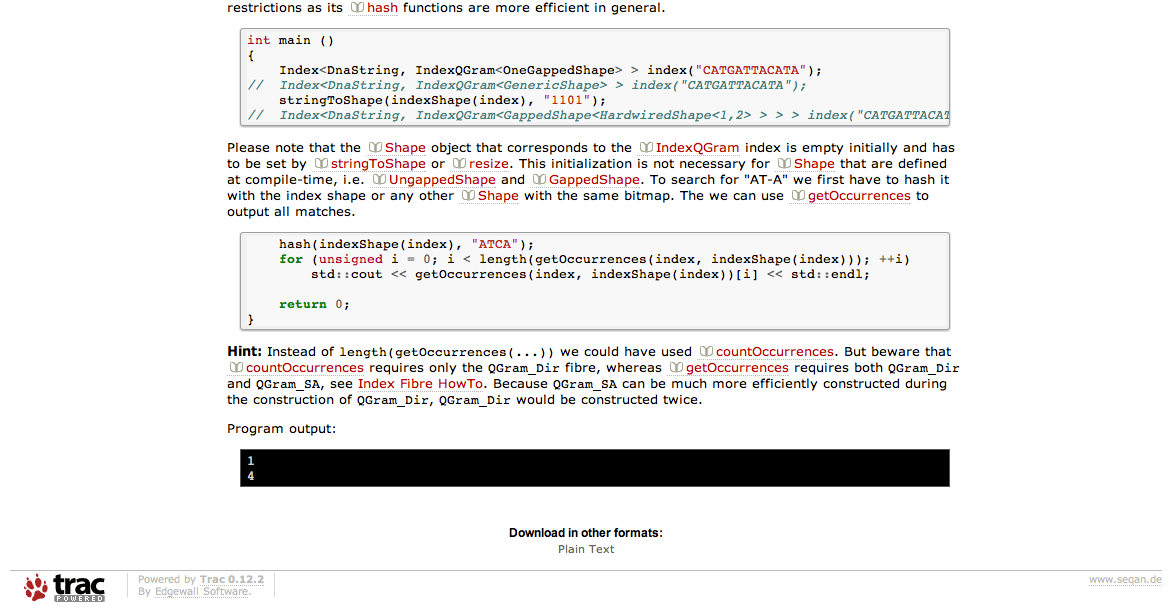 restrictions as its hash functions are more efficient in general.
int main ()
{
    Index<DnaString, IndexQGram<OneGappedShape> > index("CATGATTACATA");
//  Index<DnaString, IndexQGram<GenericShape> > index("CATGATTACATA");
    stringToShape(indexShape(index), "1101");
//  Index<DnaString, IndexQGram<GappedShape<HardwiredShape<1,2> > > > index("CATGATTACAT
Please note that the Shape object that corresponds to the IndexQGram index is empty initially and has
to be set by stringToShape or resize. This initialization is not necessary for Shape that are defined
at compile-time, i.e. UngappedShape and GappedShape. To search for "AT-A" we first have to hash it
with the index shape or any other Shape with the same bitmap. The we can use getOccurrences to
output all matches.
    hash(indexShape(index), "ATCA");
    for (unsigned i = 0; i < length(getOccurrences(index, indexShape(index))); ++i)
        std::cout << getOccurrences(index, indexShape(index))[i] << std::endl;
    return 0;
}
Hint: Instead of length(getOccurrences(...)) we could have used countOccurrences. But beware that
countOccurrences requires only the QGram_Dir fibre, whereas getOccurrences requires both QGram_Dir
and QGram_SA, see Index Fibre HowTo. Because QGram_SA can be much more efficiently constructed during
the construction of QGram_Dir, QGram_Dir would be constructed twice.
Program output:
1
4
Download in other formats:
Plain Text
trac POWERED
Powered by Trac 0.12.2
By Edgewall Software.
www.seqan.de